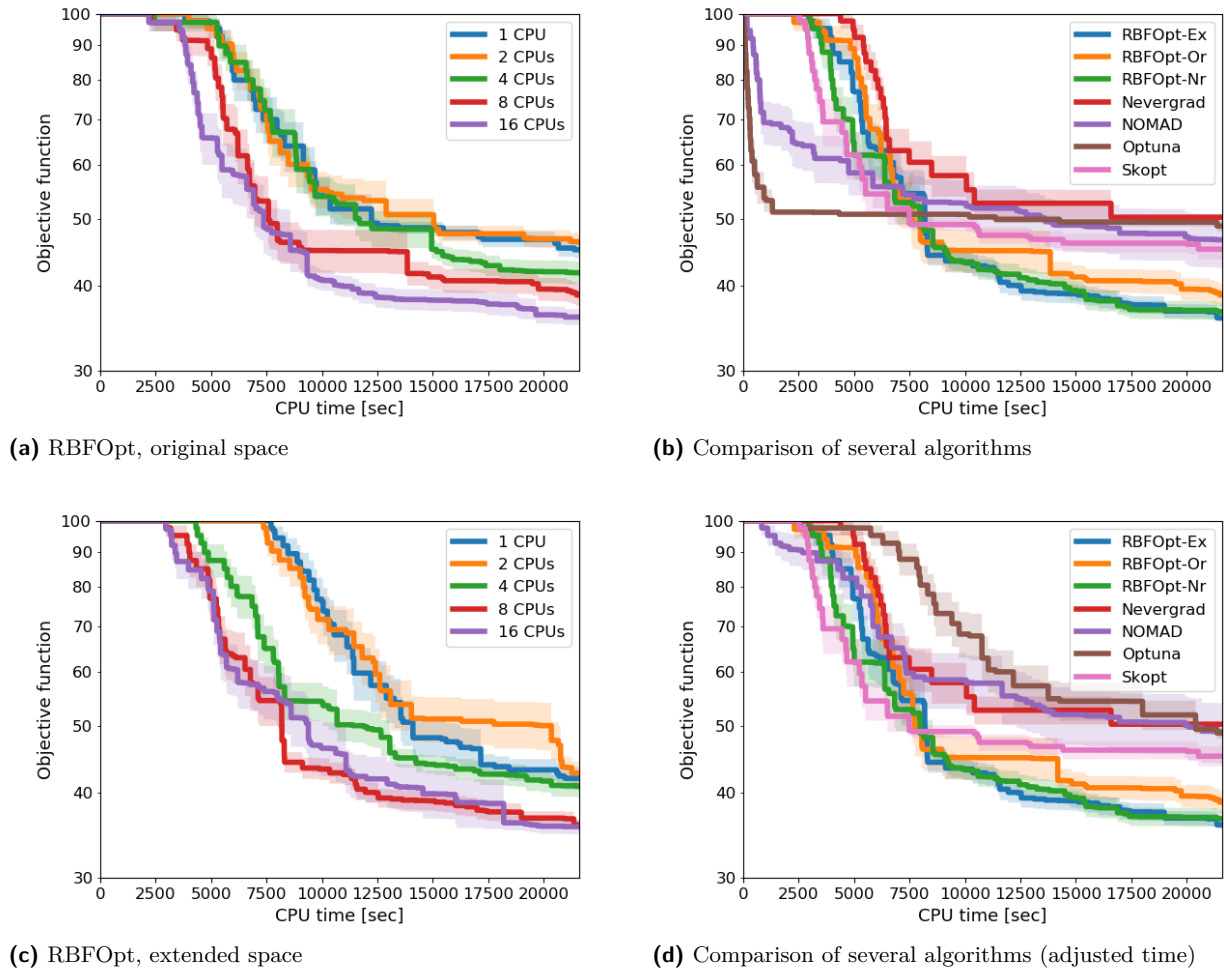 100
90
80
70
60
50
40
30
Objective function
1 CPU
2 CPUs
4 CPUs
8 CPUs
16 CPUs
0 2500 5000 7500 10000 12500 15000 17500 20000
CPU time [sec]
(a) RBFOpt, original space
100
90
80
70
60
50
40
30
Objective function
RBFOpt-Ex
RBFOpt-Or
RBFOpt-Nr
Nevergrad
NOMAD
Optuna
Skopt
0 2500 5000 7500 10000 12500 15000 17500 20000
CPU time [sec]
(b) Comparison of several algorithms
100
90
80
70
60
50
40
30
Objective function
1 CPU
2 CPUs
4 CPUs
8 CPUs
16 CPUs
0 2500 5000 7500 10000 12500 15000 17500 20000
CPU time [sec]
(c) RBFOpt, extended space
100
90
80
70
60
50
40
30
Objective function
RBFOpt-Ex
RBFOpt-Or
RBFOpt-Nr
Nevergrad
NOMAD
Optuna
Skopt
0 2500 5000 7500 10000 12500 15000 17500 20000
CPU time [sec]
(d) Comparison of several algorithms (adjusted time)